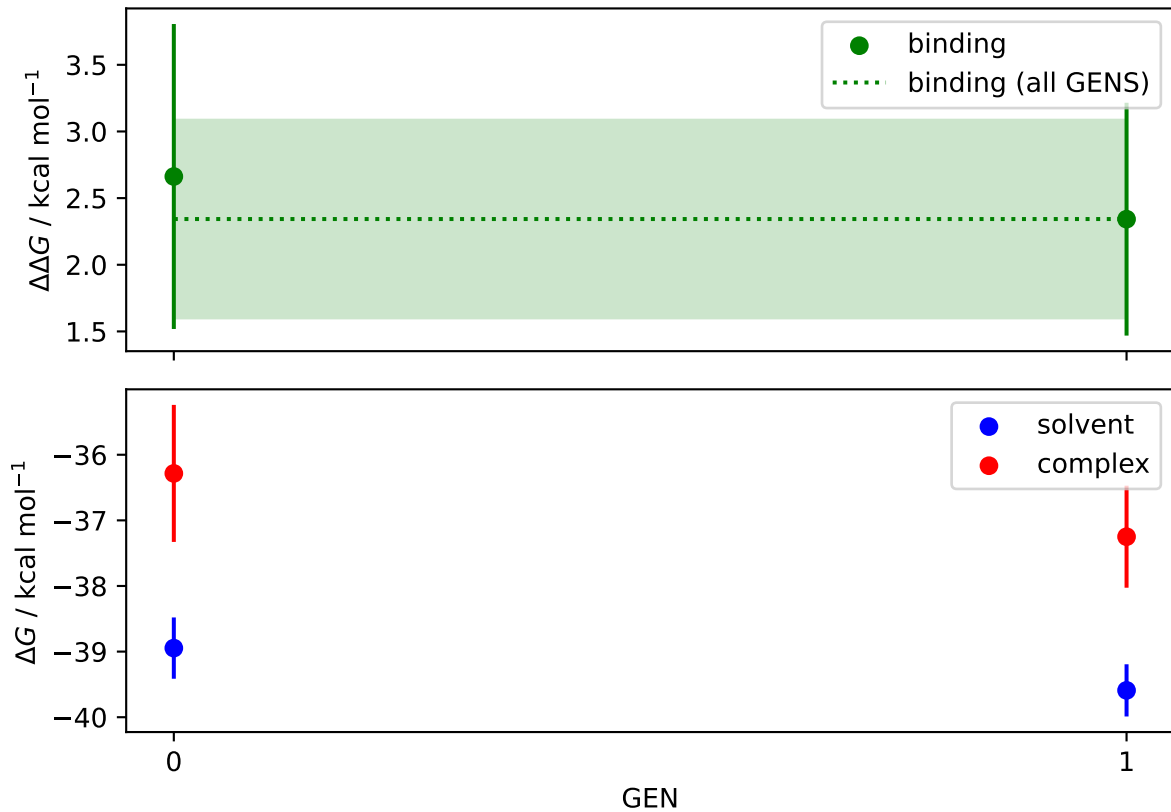 binding
binding (all GENS)
ΔΔG / kcal mol⁻¹
3.5
3.0
2.5
2.0
1.5
solvent
complex
ΔG / kcal mol⁻¹
−36
−37
−38
−39
−40
0
1
GEN